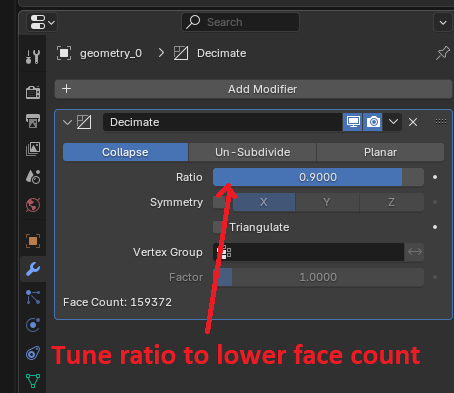 Search
geometry_0 > Decimate
+ Add Modifier
Decimate
Collapse Un-Subdivide Planar
Ratio 0.9000
Symmetry X Y Z
Triangulate
Vertex Group
Factor 1.0000
Face Count: 159372
Tune ratio to lower face count